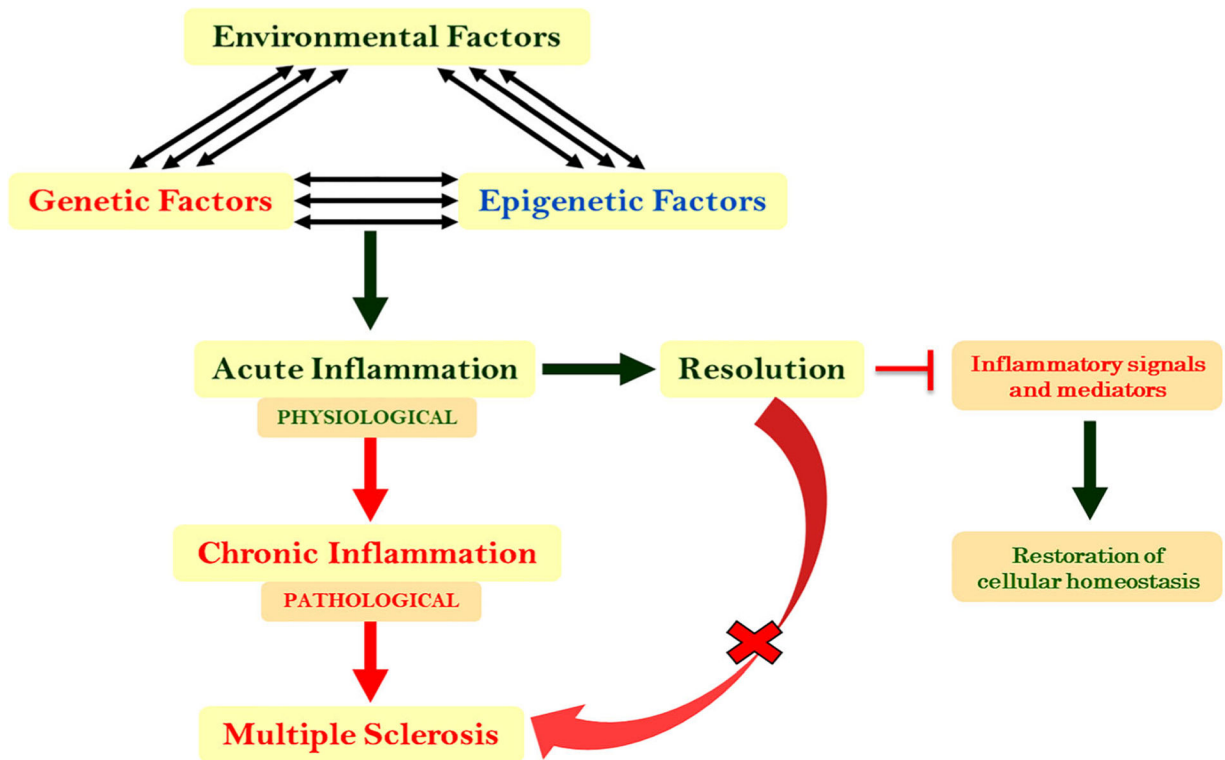 Environmental Factors
Genetic Factors
Epigenetic Factors
Acute Inflammation
PHYSIOLOGICAL
Resolution
Inflammatory signals
and mediators
Chronic Inflammation
PATHOLOGICAL
Restoration of
cellular homeostasis
Multiple Sclerosis